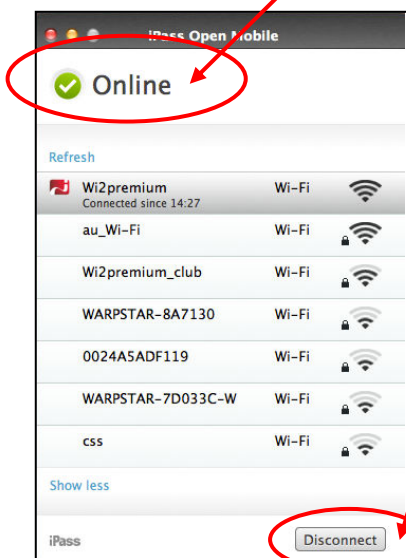 iPass Open Mobile
Online
Refresh
Wi2premium Wi-Fi
Connected since 14:27
au_Wi-Fi Wi-Fi
Wi2premium_club Wi-Fi
WARPSTAR-8A7130 Wi-Fi
0024A5ADF119 Wi-Fi
WARPSTAR-7D033C-W Wi-Fi
css Wi-Fi
Show less
iPass Disconnect